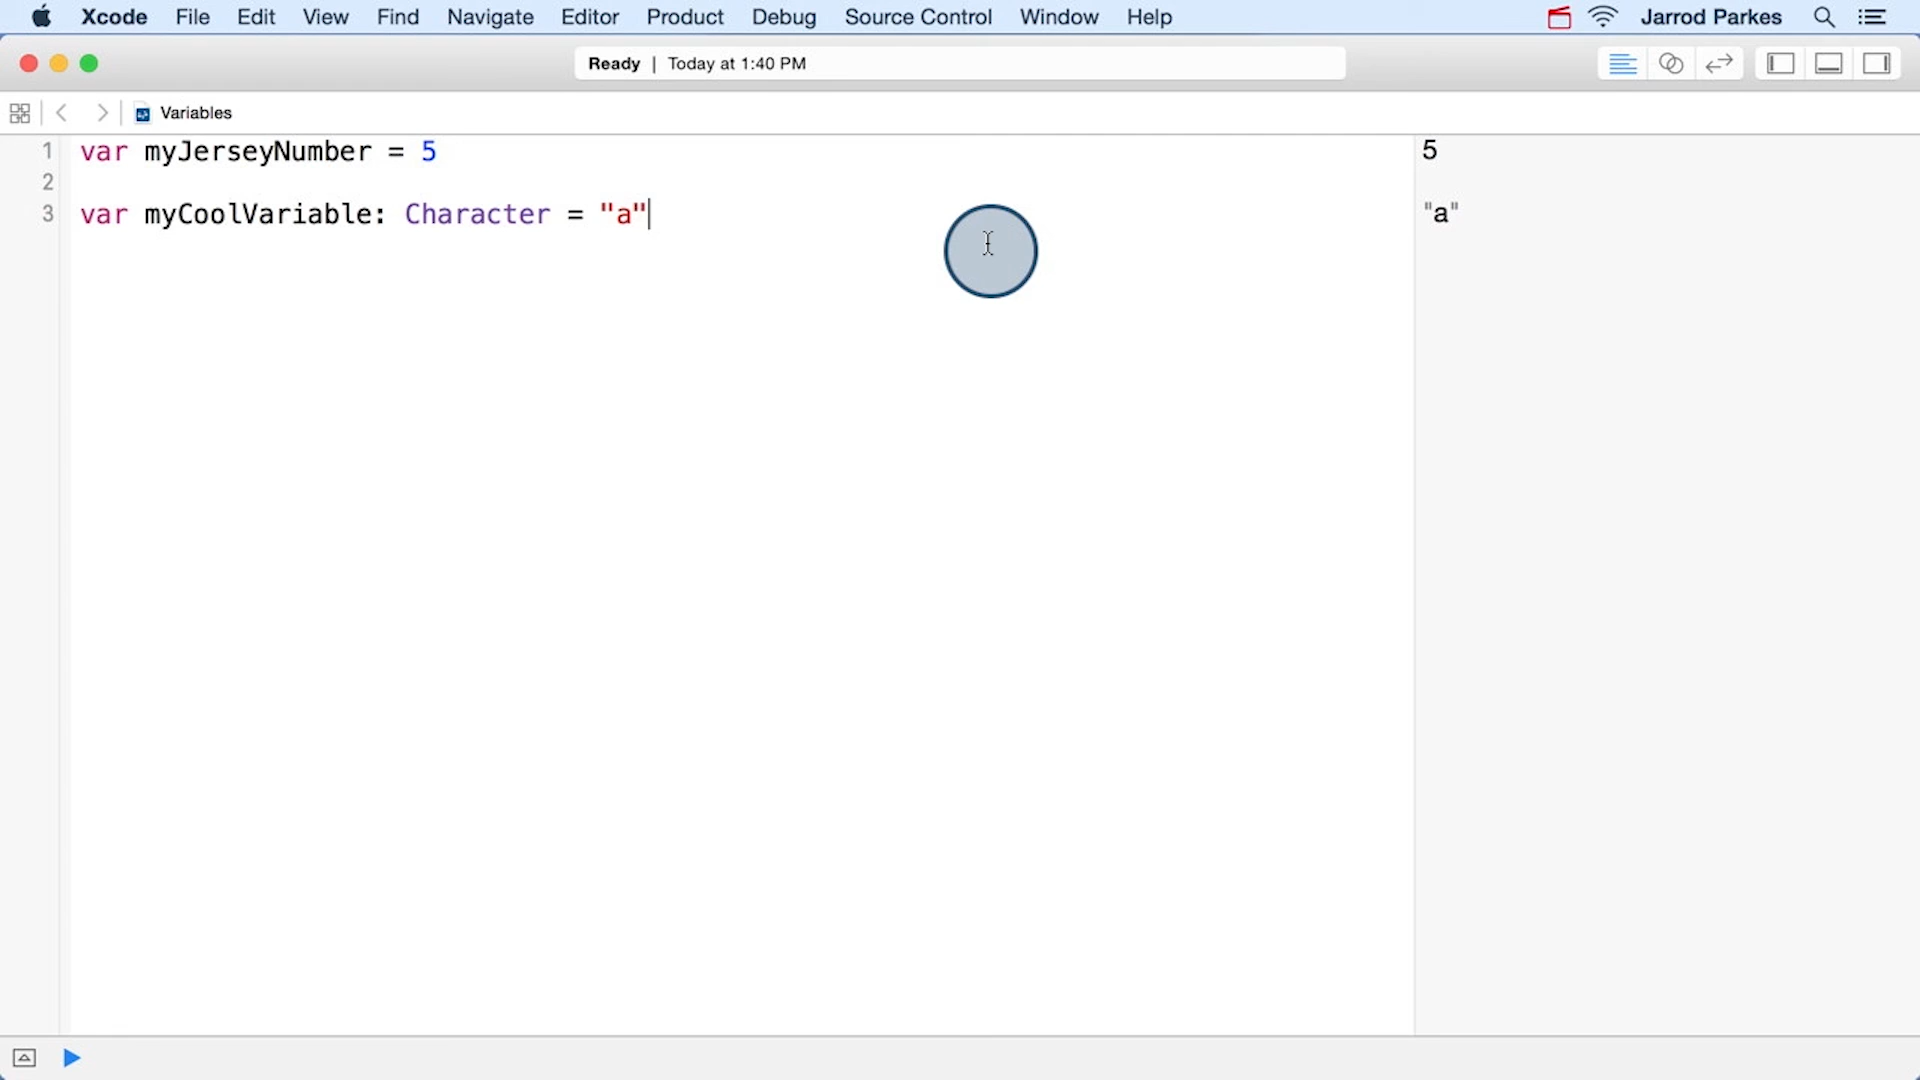 Xcode File Edit View Find Navigate Editor Product Debug Source Control Window Help Jarrod Parkes
Ready | Today at 1:40 PM
Variables
1 var myJerseyNumber = 5 5
2
3 var myCoolVariable: Character = "a" "a"